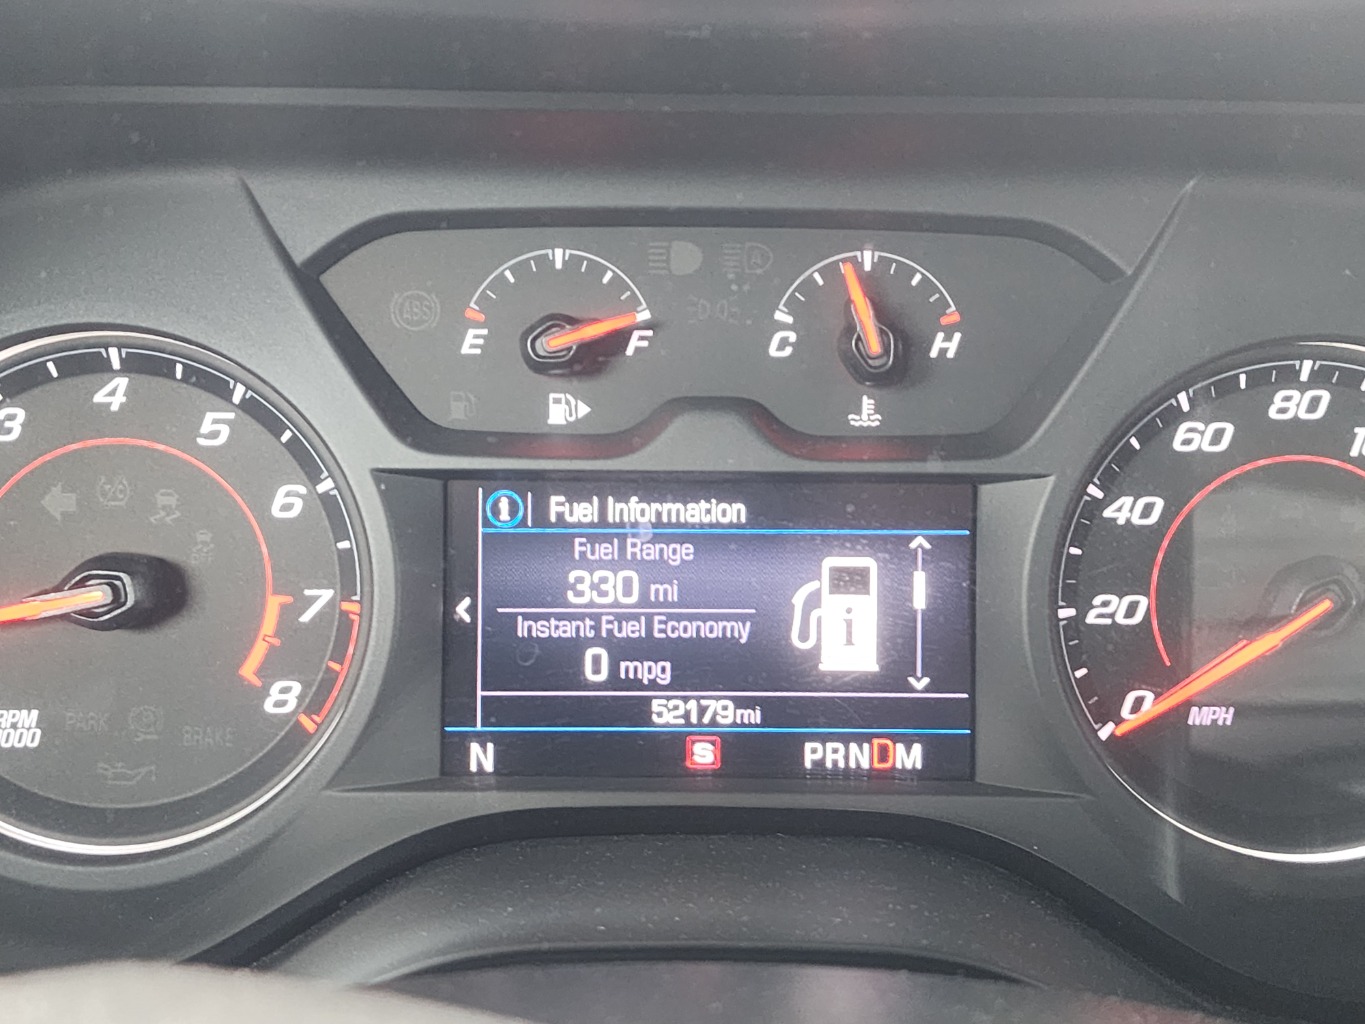 ABS
E
F
C
H
3
4
5
6
7
8
RPM
PARK
BRAKE
Fuel Information
Fuel Range
330 mi
Instant Fuel Economy
0 mpg
52179mi
N
S
PRNDM
0
20
40
60
80
MPH